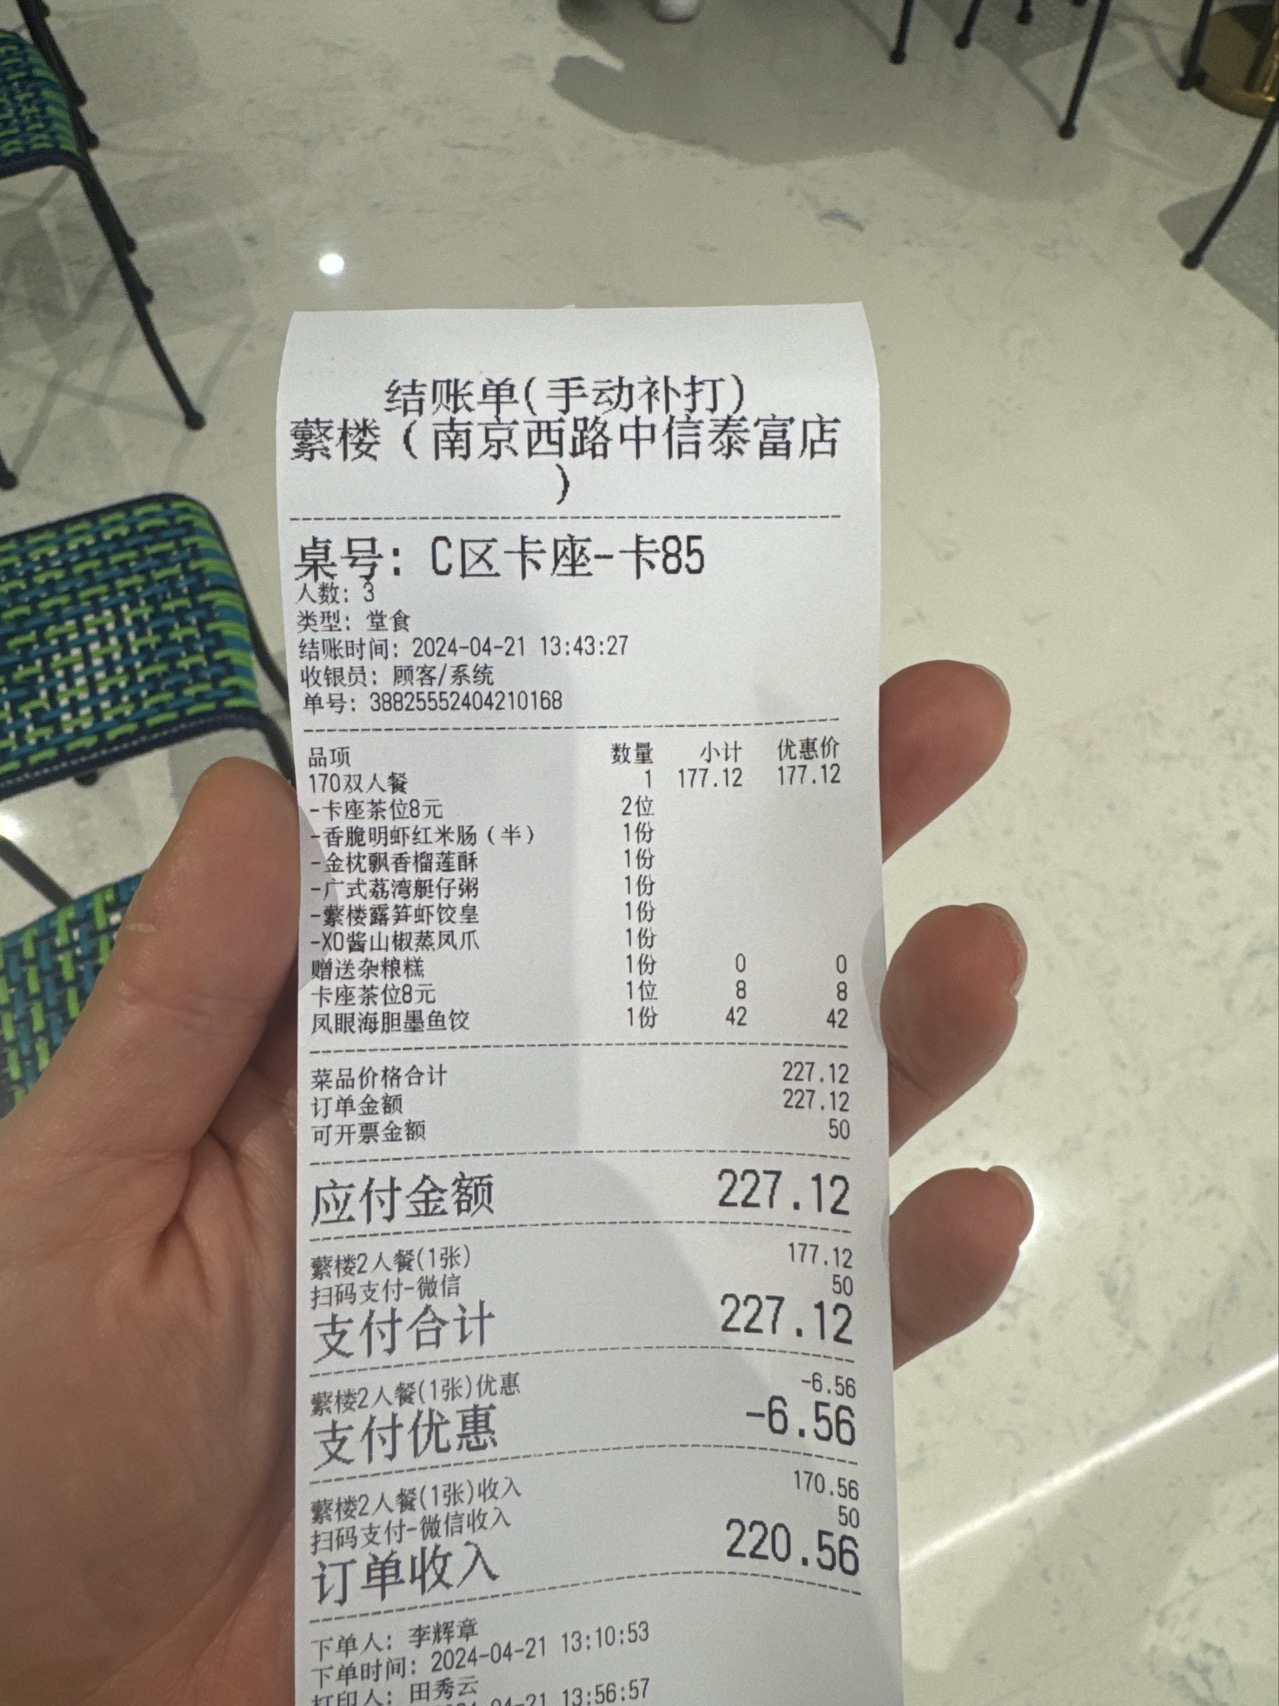 结账单(手动补打)
蘩楼（南京西路中信泰富店
）
桌号: C区卡座-卡85
人数: 3
类型: 堂食
结账时间: 2024-04-21 13:43:27
收银员: 顾客/系统
单号: 38825552404210168
品项 数量 小计 优惠价
170双人餐 1 177.12 177.12
-卡座茶位8元 2位
-香脆明虾红米肠（半） 1份
-金枕飘香榴莲酥 1份
-广式荔湾艇仔粥 1份
-蘩楼露笋虾饺皇 1份
-XO酱山椒蒸凤爪 1份
赠送杂粮糕 1份 0 0
卡座茶位8元 1位 8 8
凤眼海胆墨鱼饺 1份 42 42
菜品价格合计 227.12
订单金额 227.12
可开票金额 50
应付金额 227.12
蘩楼2人餐(1张) 177.12
扫码支付-微信 50
支付合计 227.12
蘩楼2人餐(1张)优惠 -6.56
支付优惠 -6.56
蘩楼2人餐(1张)收入 170.56
扫码支付-微信收入 50
订单收入 220.56
下单人: 李辉章
下单时间: 2024-04-21 13:10:53
打印人: 田秀云
2024-04-21 13:56:57